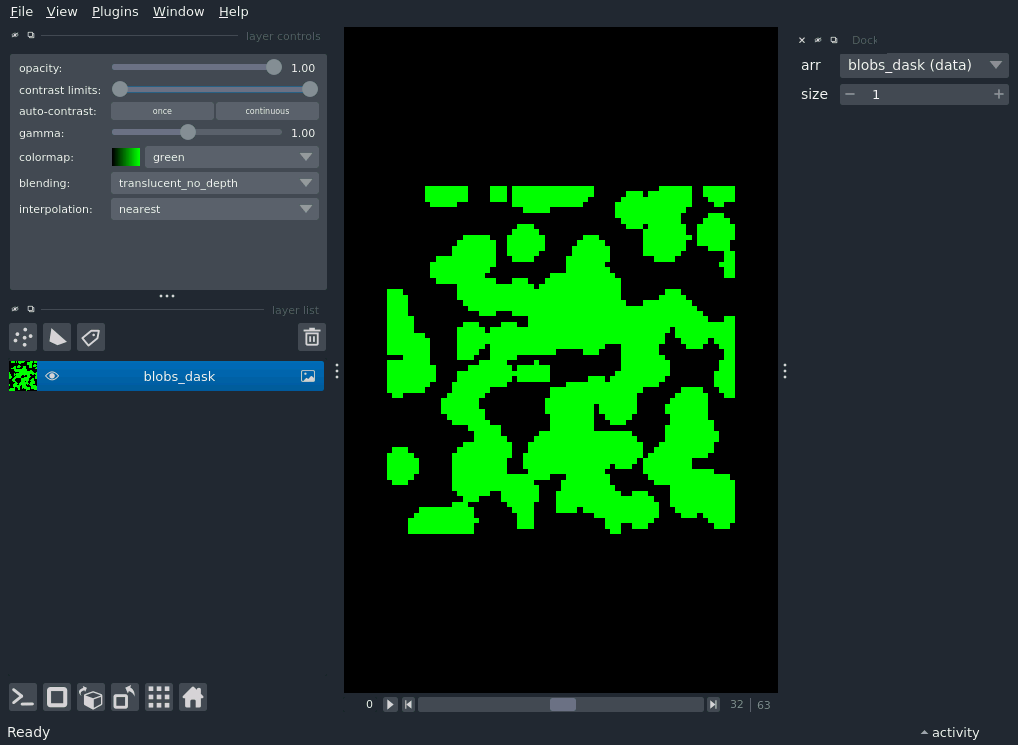 File View Plugins Window Help
layer controls
opacity: 1.00
contrast limits:
auto-contrast: once continuous
gamma: 1.00
colormap: green
blending: translucent_no_depth
interpolation: nearest
layer list
blobs_dask
Dock
arr blobs_dask (data)
size 1
0 32 63
Ready
activity